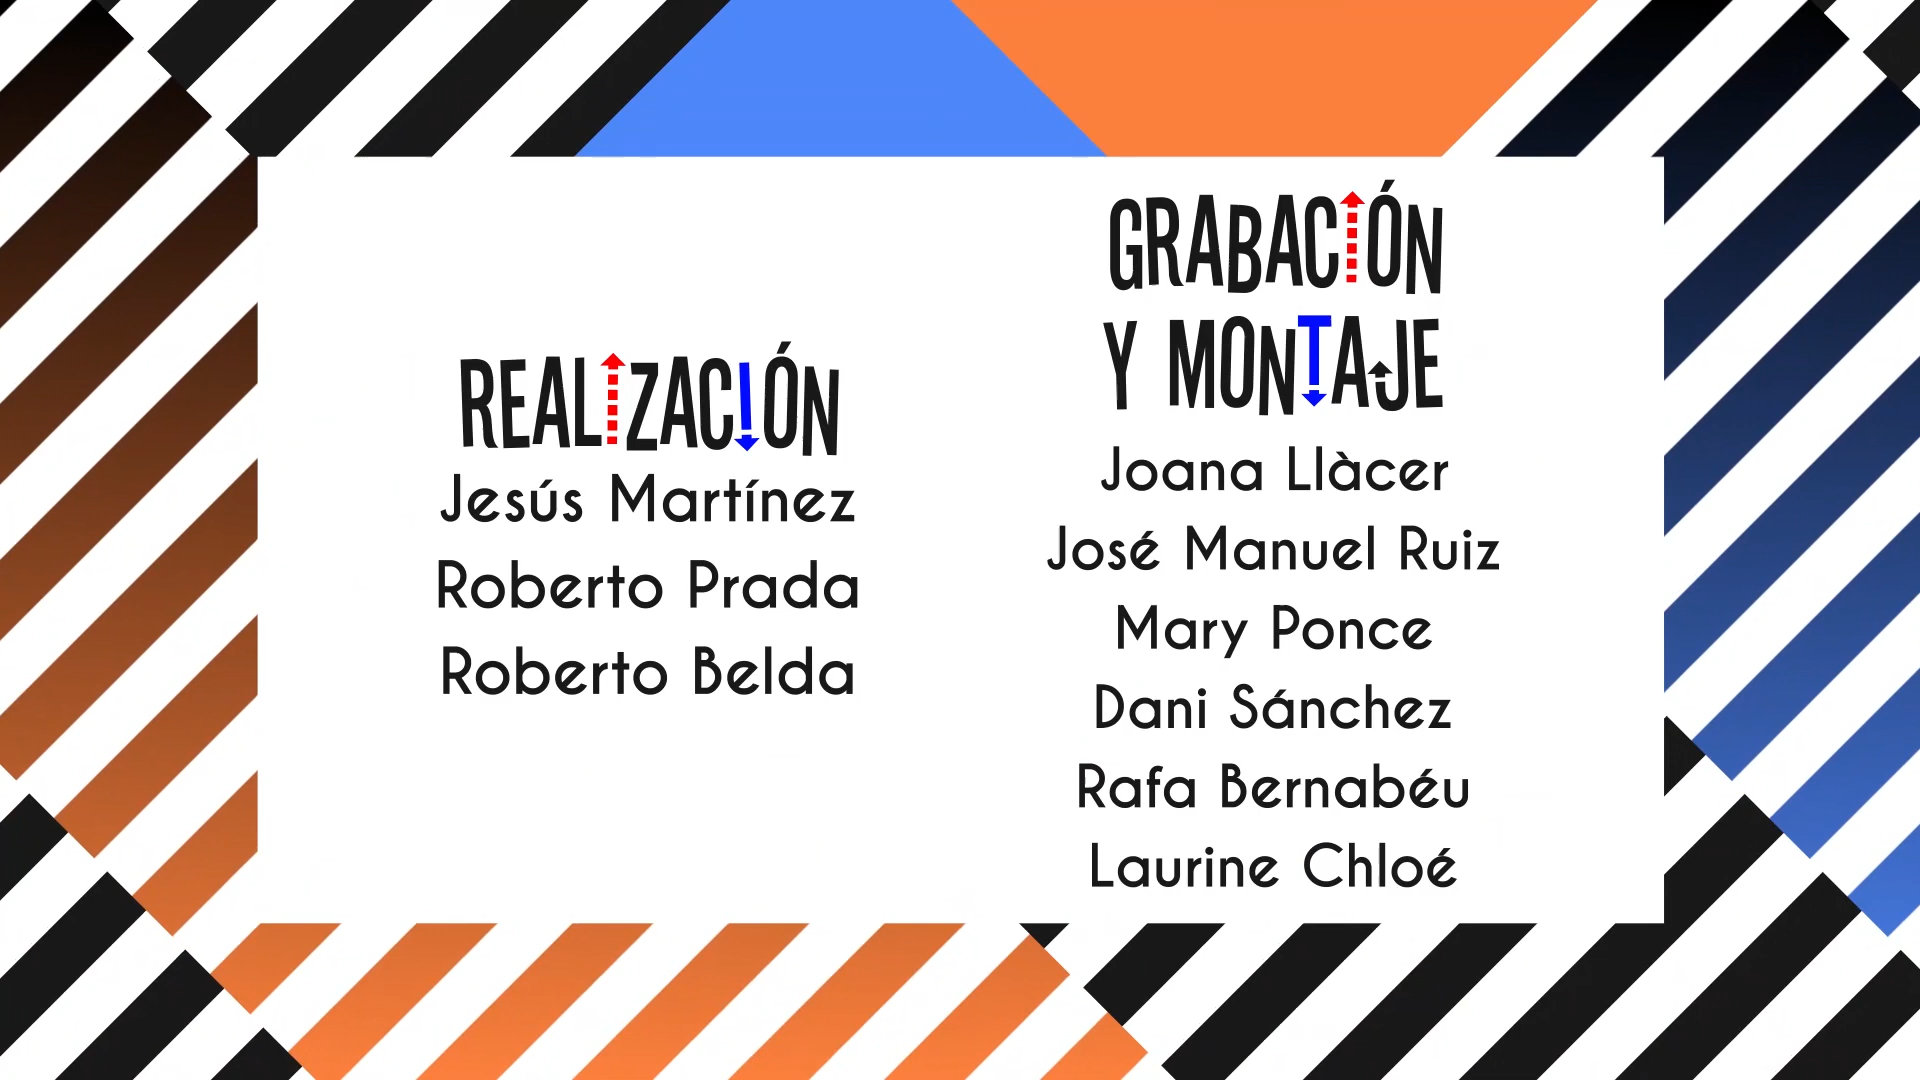 REALIZACIÓN
Jesús Martínez
Roberto Prada
Roberto Belda
GRABACIÓN
Y MONTAJE
Joana Llàcer
José Manuel Ruiz
Mary Ponce
Dani Sánchez
Rafa Bernabéu
Laurine Chloé